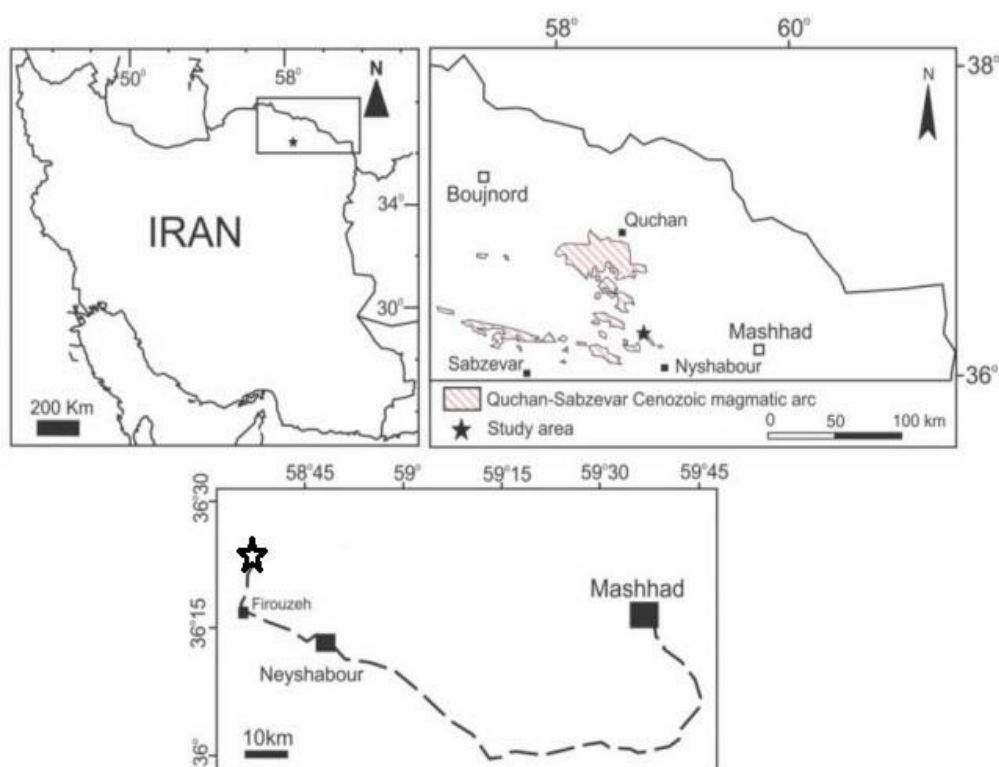 50°
58°
N
34°
IRAN
30°
200 Km
58°
60°
38°
N
Boujnord
Quchan
Mashhad
Sabzevar
Nyshabour
36°
Quchan-Sabzevar Cenozoic magmatic arc
Study area
0 50 100 km
58°45 59° 59°15 59°30 59°45
36°30
Mashhad
Firouzeh
36°15
Neyshabour
10km
36°